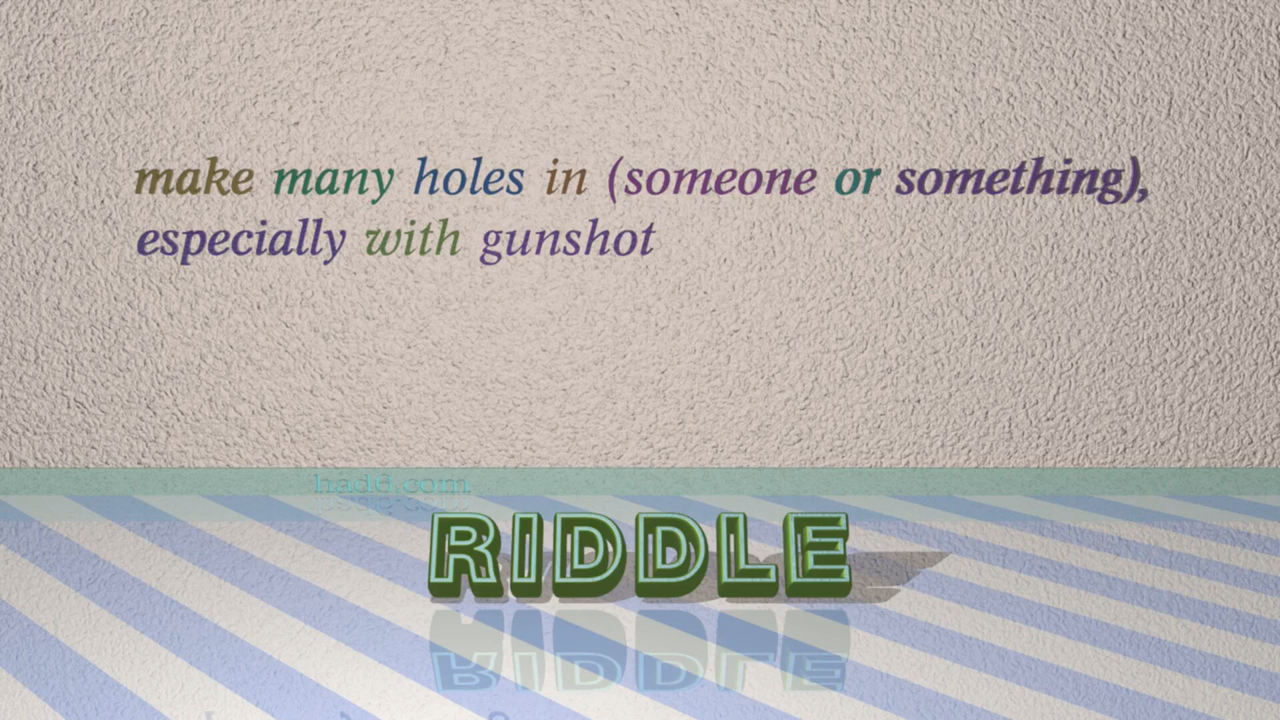 make many holes in (someone or something),
especially with gunshot
had6.com
RIDDLE